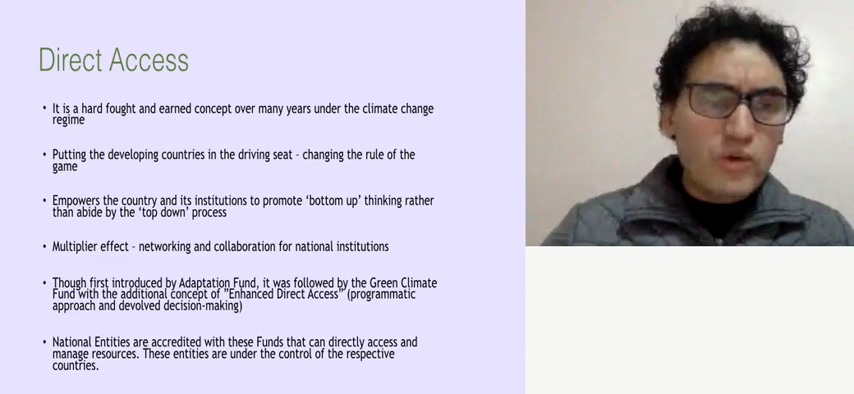 Direct Access
• It is a hard fought and earned concept over many years under the climate change
regime
• Putting the developing countries in the driving seat - changing the rule of the
game
• Empowers the country and its institutions to promote ‘bottom up’ thinking rather
than abide by the ‘top down’ process
• Multiplier effect - networking and collaboration for national institutions
• Though first introduced by Adaptation Fund, it was followed by the Green Climate
Fund with the additional concept of ”Enhanced Direct Access” (programmatic
approach and devolved decision-making)
• National Entities are accredited with these Funds that can directly access and
manage resources. These entities are under the control of the respective
countries.